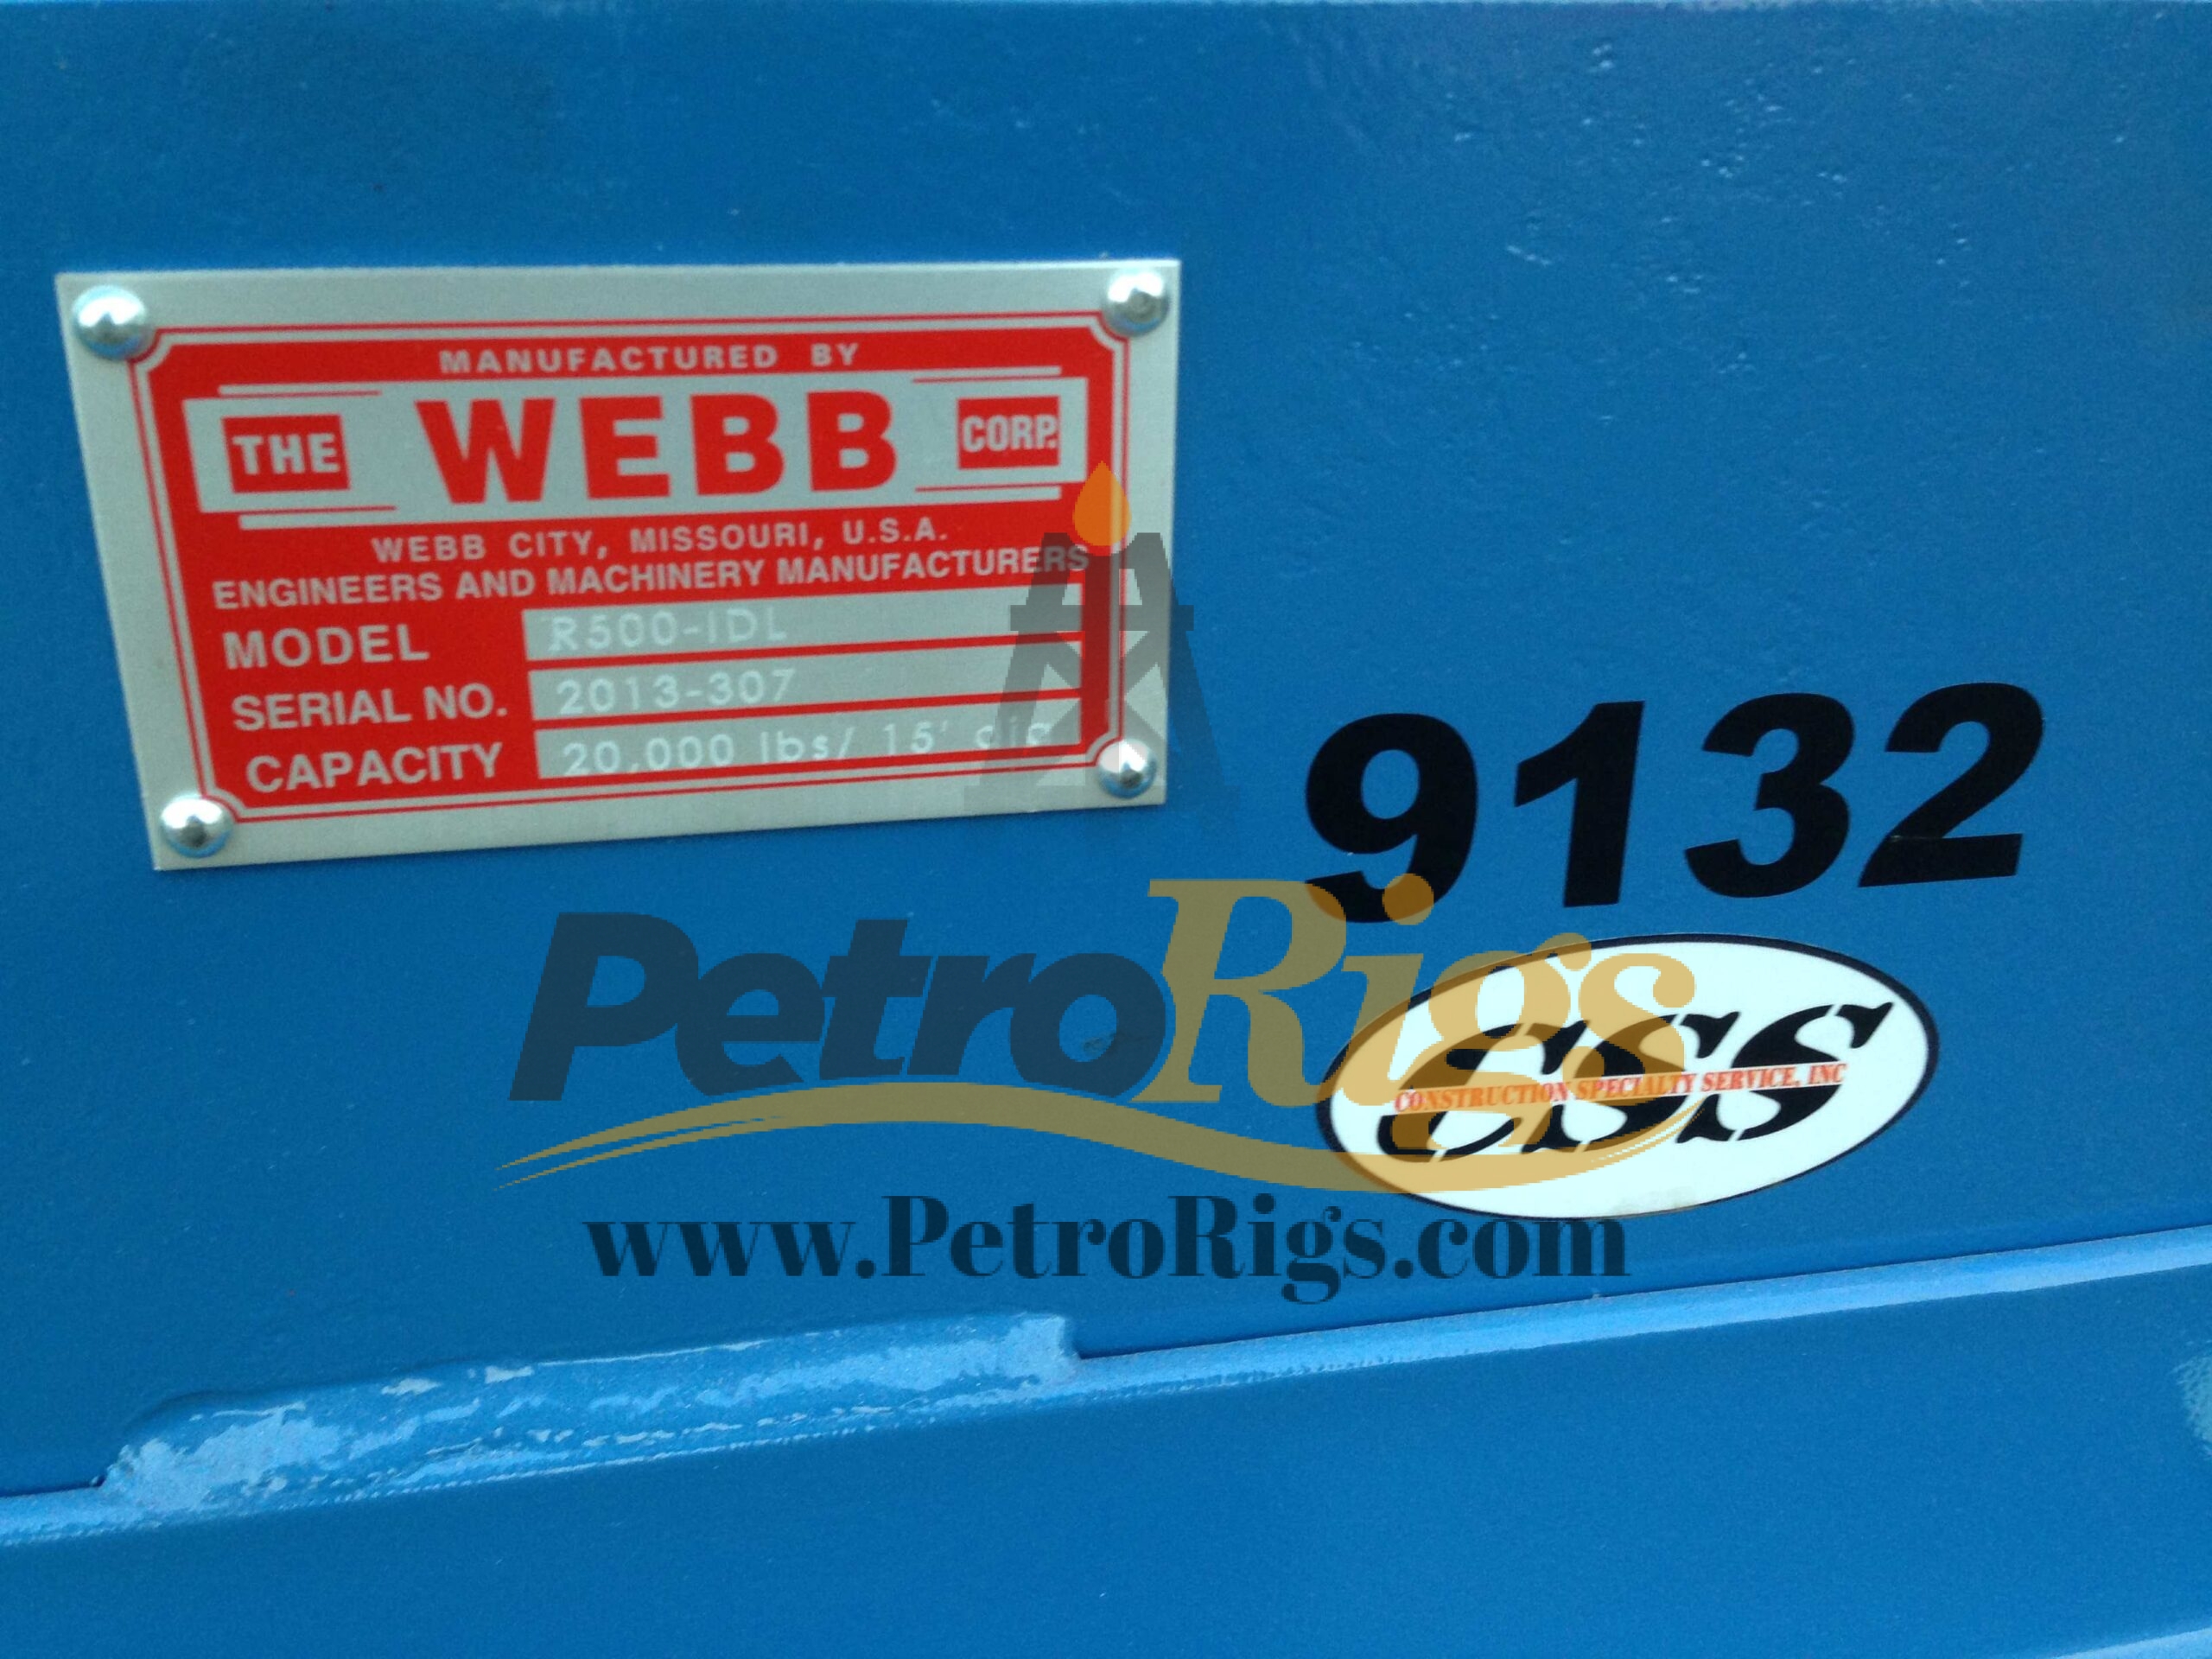 MANUFACTURED BY
THE WEBB CORP.
WEBB CITY, MISSOURI, U.S.A.
ENGINEERS AND MACHINERY MANUFACTURERS
MODEL R500-IDL
SERIAL NO. 2013-307
CAPACITY 20,000 lbs/ 15' dia
9132
CSS
CONSTRUCTION SPECIALTY SERVICE, INC
PetroRigs
www.PetroRigs.com